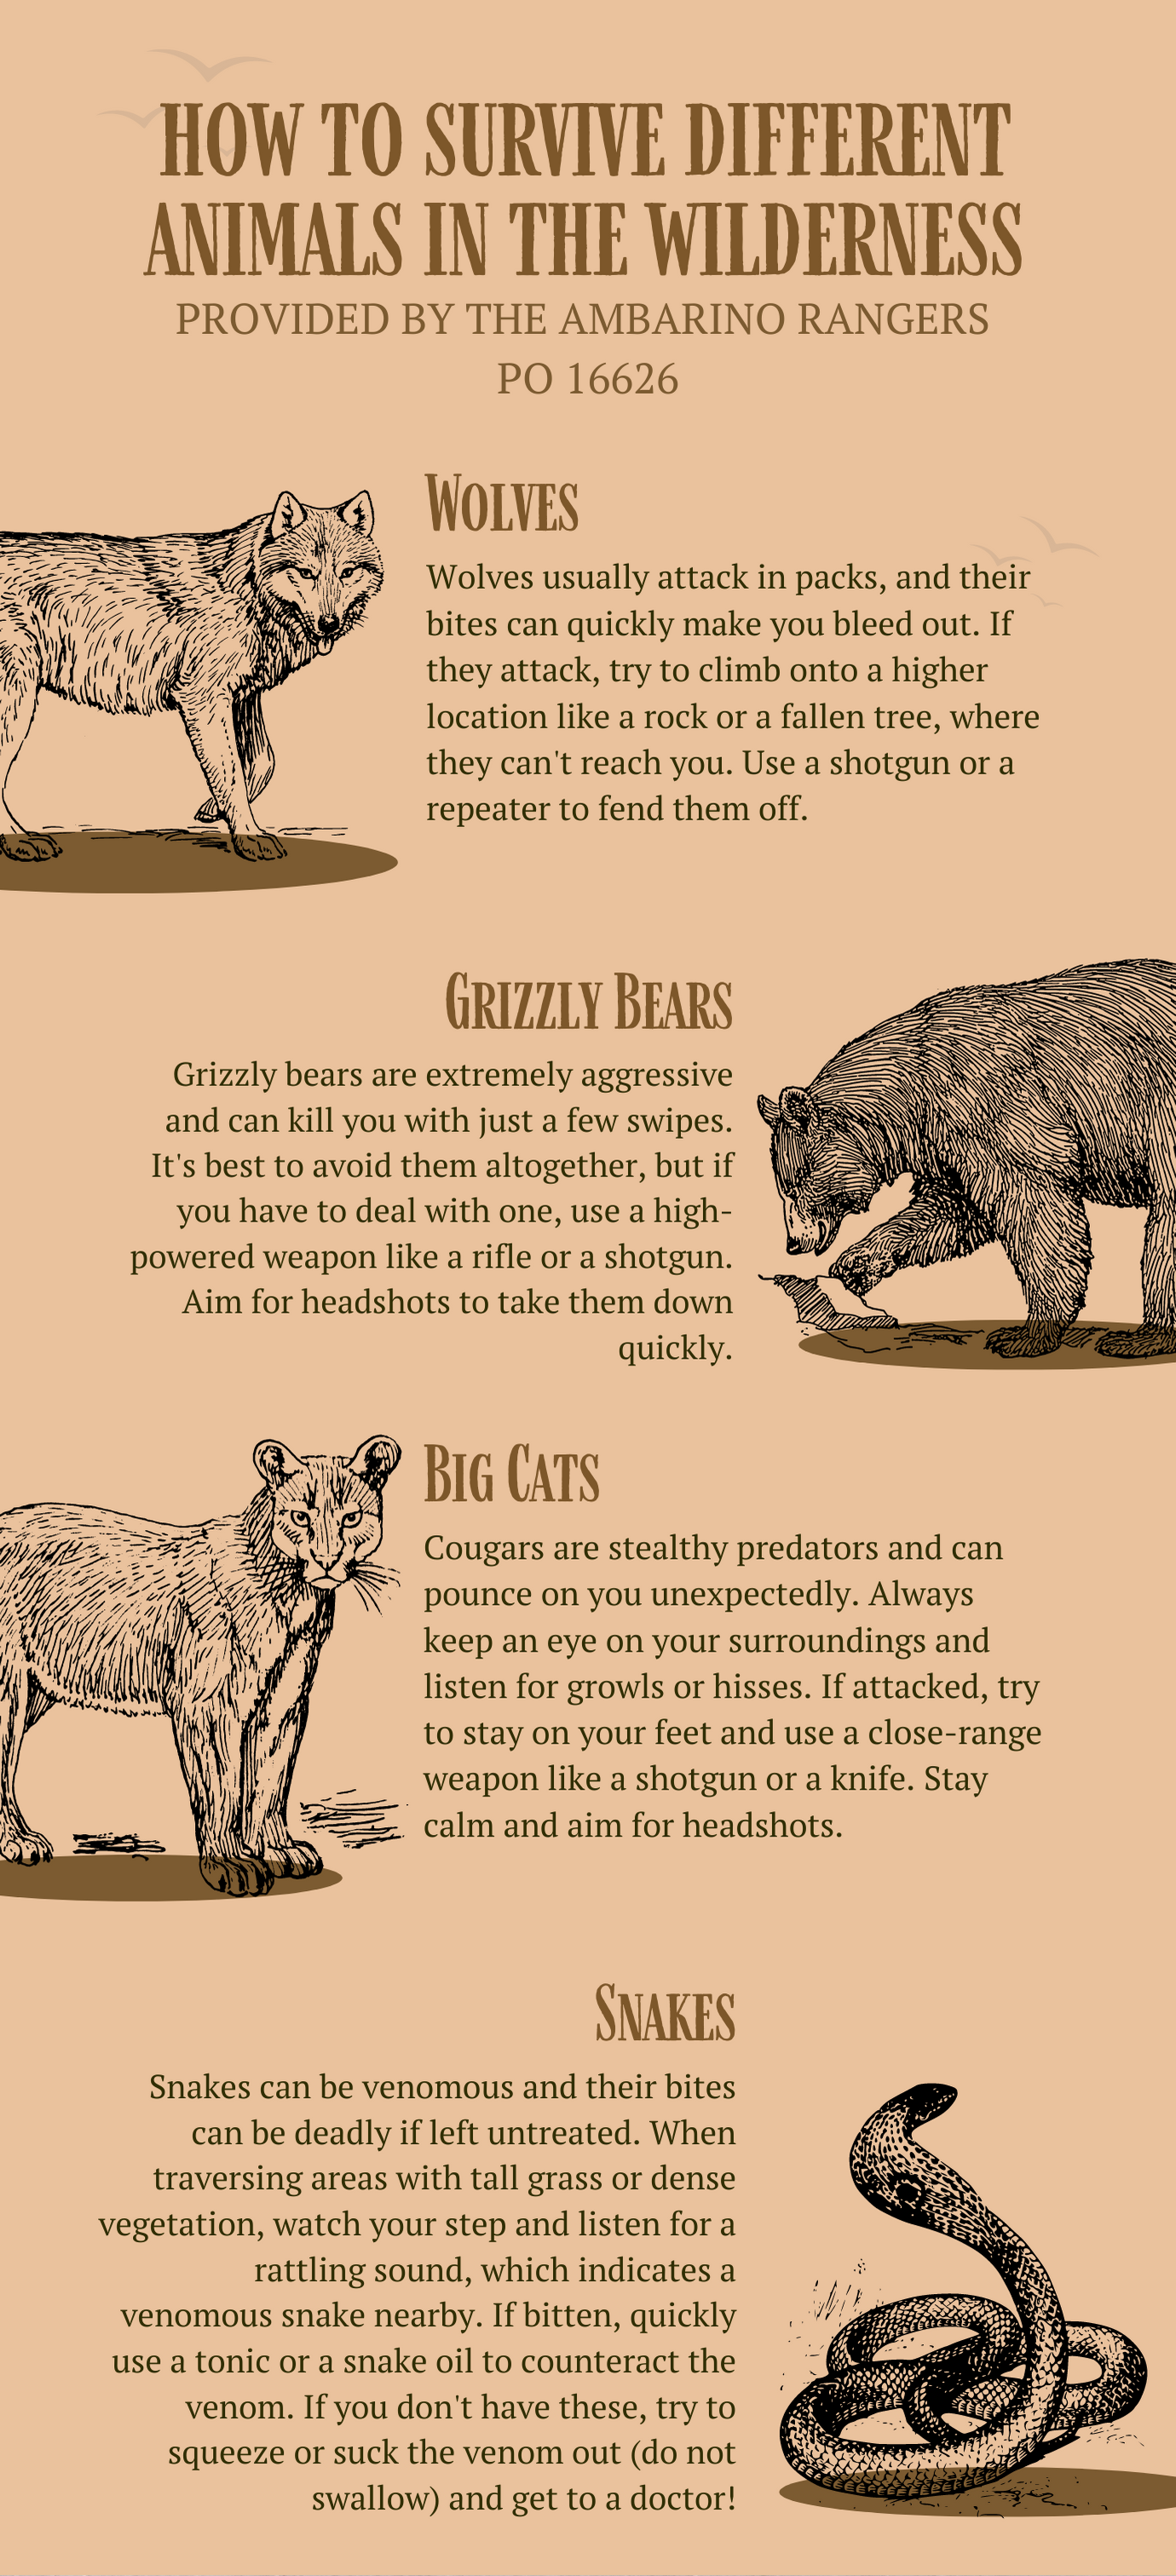 HOW TO SURVIVE DIFFERENT
ANIMALS IN THE WILDERNESS
PROVIDED BY THE AMBARINO RANGERS
PO 16626
WOLVES
Wolves usually attack in packs, and their
bites can quickly make you bleed out. If
they attack, try to climb onto a higher
location like a rock or a fallen tree, where
they can't reach you. Use a shotgun or a
repeater to fend them off.
GRIZZLY BEARS
Grizzly bears are extremely aggressive
and can kill you with just a few swipes.
It's best to avoid them altogether, but if
you have to deal with one, use a high-
powered weapon like a rifle or a shotgun.
Aim for headshots to take them down
quickly.
BIG CATS
Cougars are stealthy predators and can
pounce on you unexpectedly. Always
keep an eye on your surroundings and
listen for growls or hisses. If attacked, try
to stay on your feet and use a close-range
weapon like a shotgun or a knife. Stay
calm and aim for headshots.
SNAKES
Snakes can be venomous and their bites
can be deadly if left untreated. When
traversing areas with tall grass or dense
vegetation, watch your step and listen for a
rattling sound, which indicates a
venomous snake nearby. If bitten, quickly
use a tonic or a snake oil to counteract the
venom. If you don't have these, try to
squeeze or suck the venom out (do not
swallow) and get to a doctor!